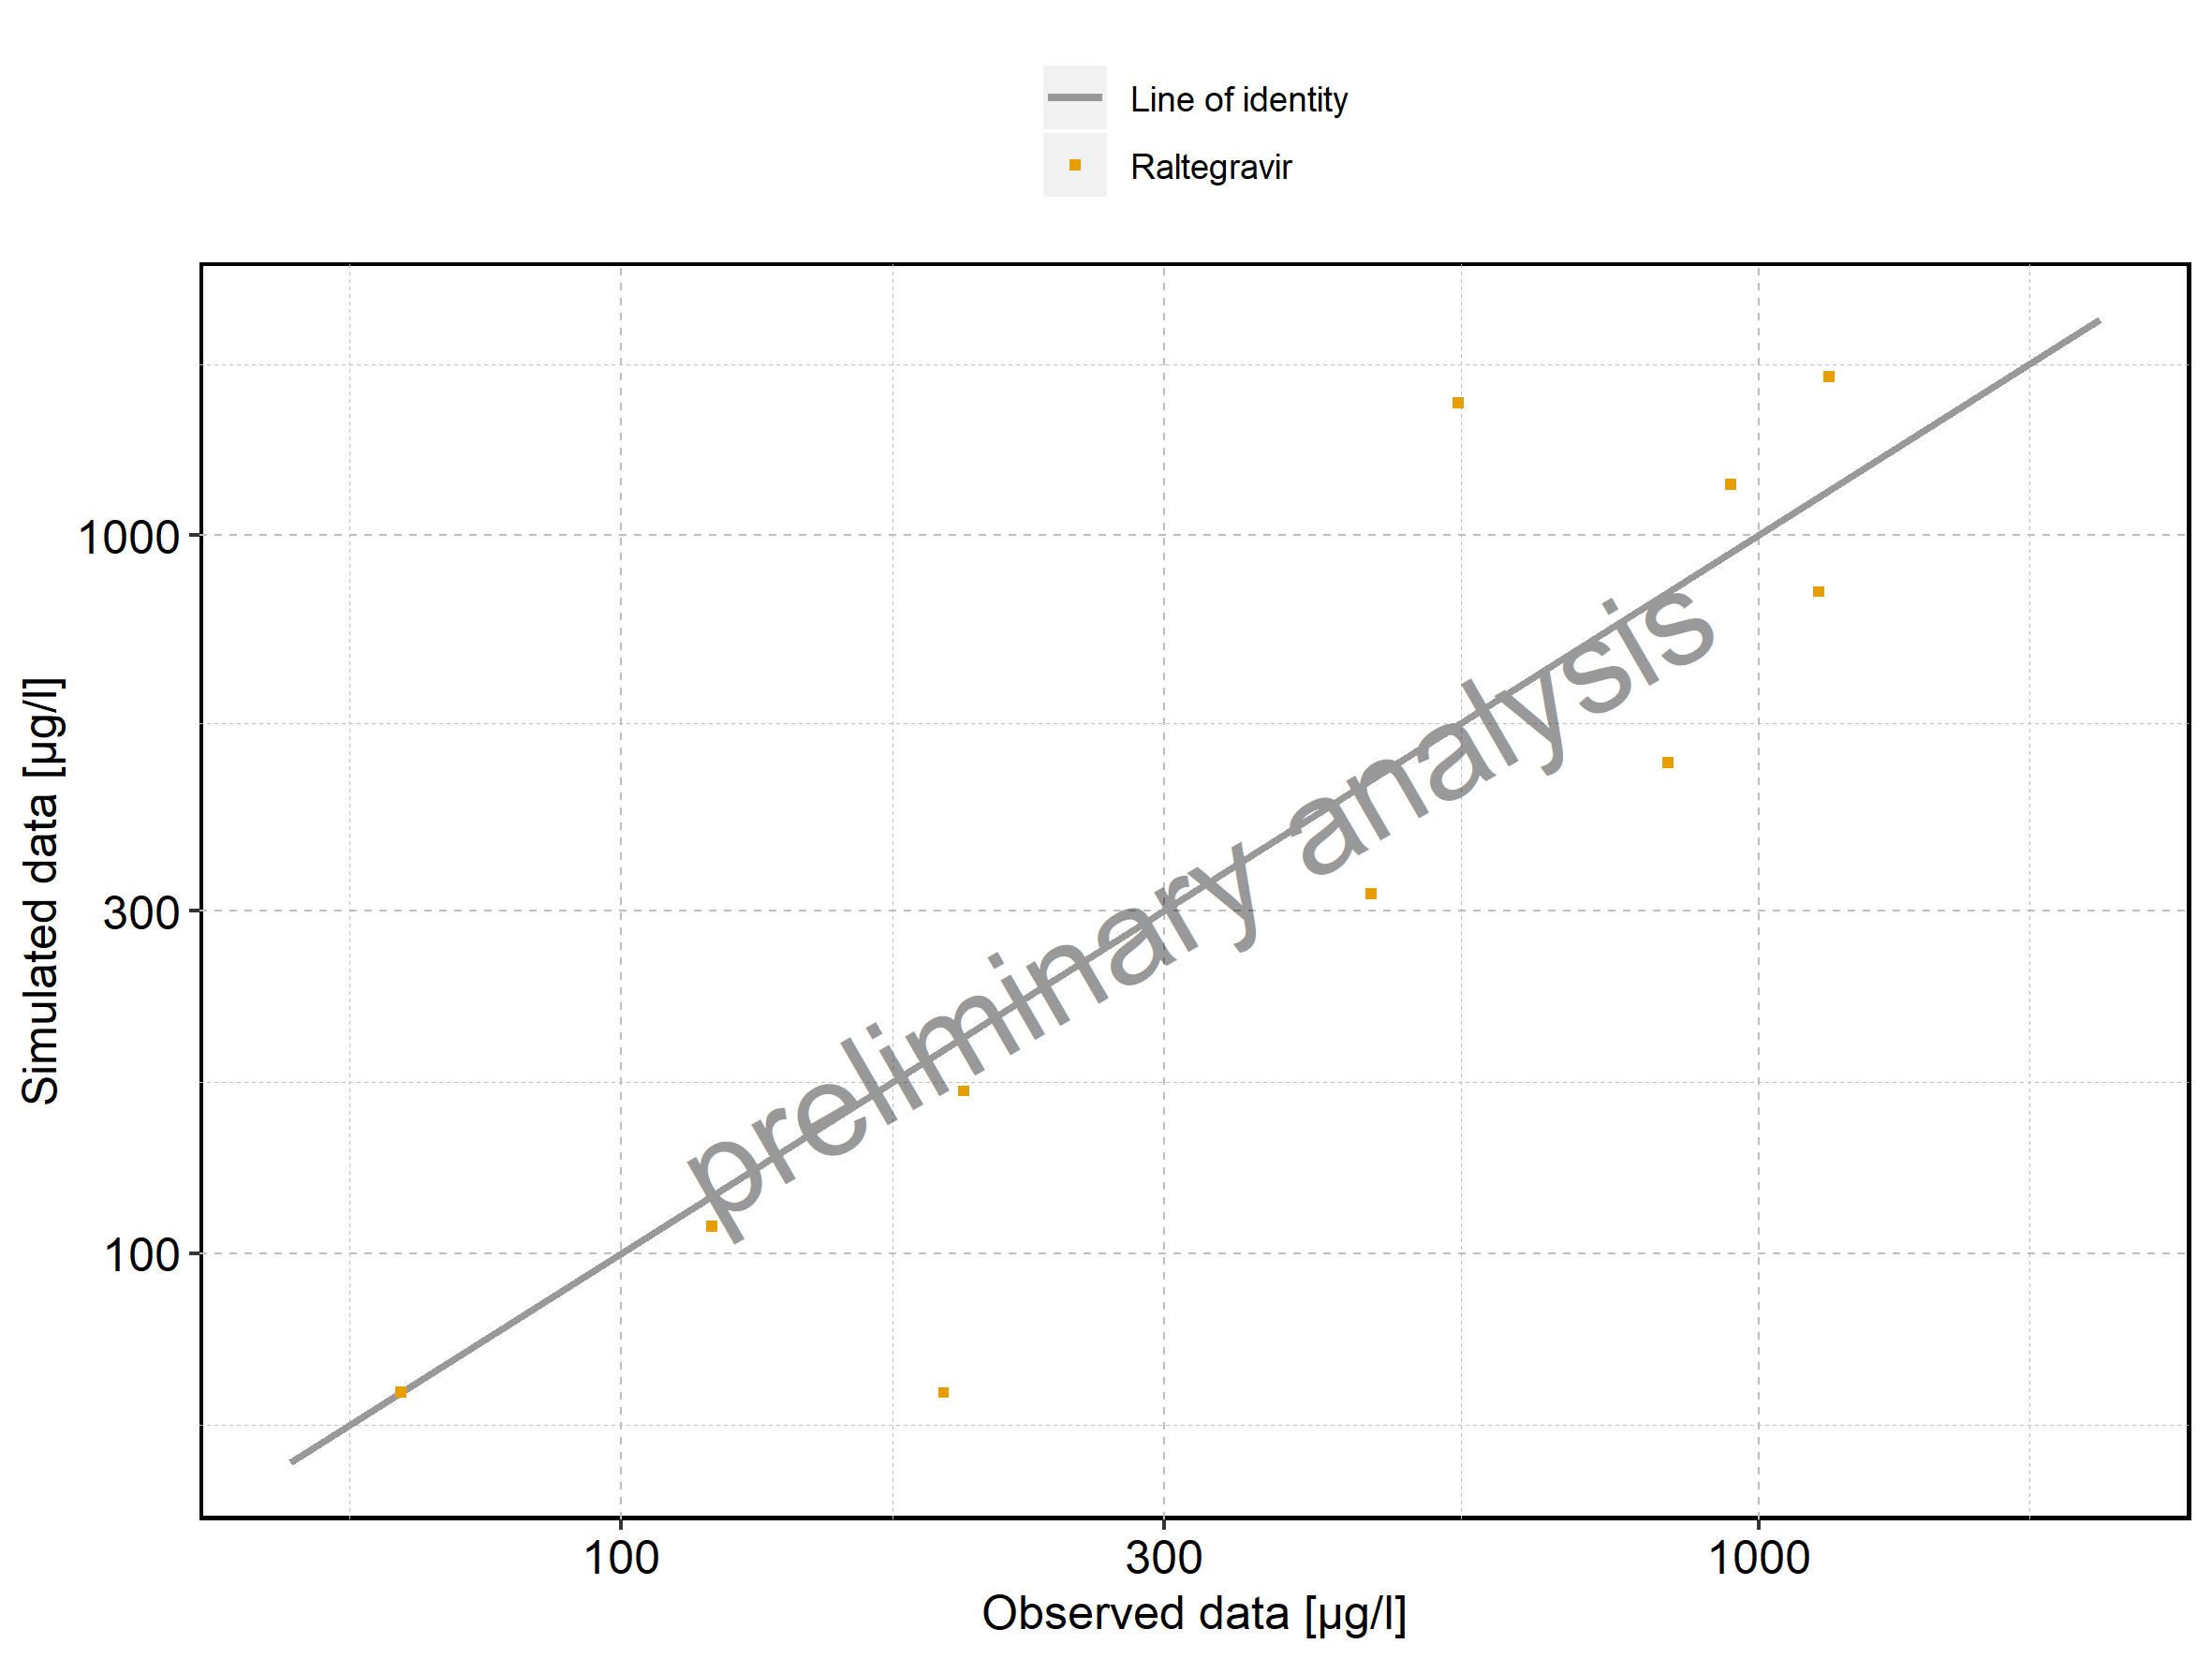 Line of identity
Raltegravir
1000
300
100
Simulated data [µg/l]
preliminary analysis
100 300 1000
Observed data [µg/l]